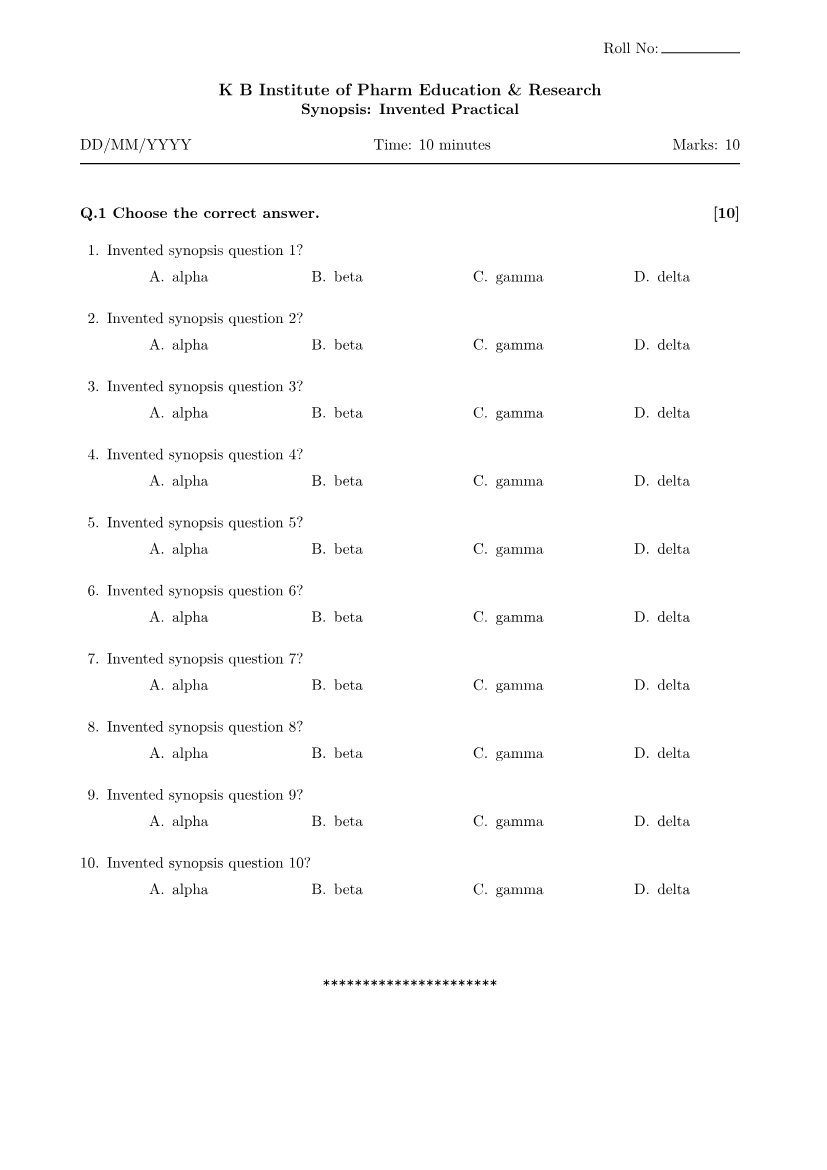 Roll No:
K B Institute of Pharm Education & Research
Synopsis: Invented Practical
DD/MM/YYYY Time: 10 minutes Marks: 10
Q.1 Choose the correct answer. [10]
1. Invented synopsis question 1?
A. alpha B. beta C. gamma D. delta
2. Invented synopsis question 2?
A. alpha B. beta C. gamma D. delta
3. Invented synopsis question 3?
A. alpha B. beta C. gamma D. delta
4. Invented synopsis question 4?
A. alpha B. beta C. gamma D. delta
5. Invented synopsis question 5?
A. alpha B. beta C. gamma D. delta
6. Invented synopsis question 6?
A. alpha B. beta C. gamma D. delta
7. Invented synopsis question 7?
A. alpha B. beta C. gamma D. delta
8. Invented synopsis question 8?
A. alpha B. beta C. gamma D. delta
9. Invented synopsis question 9?
A. alpha B. beta C. gamma D. delta
10. Invented synopsis question 10?
A. alpha B. beta C. gamma D. delta
**********************